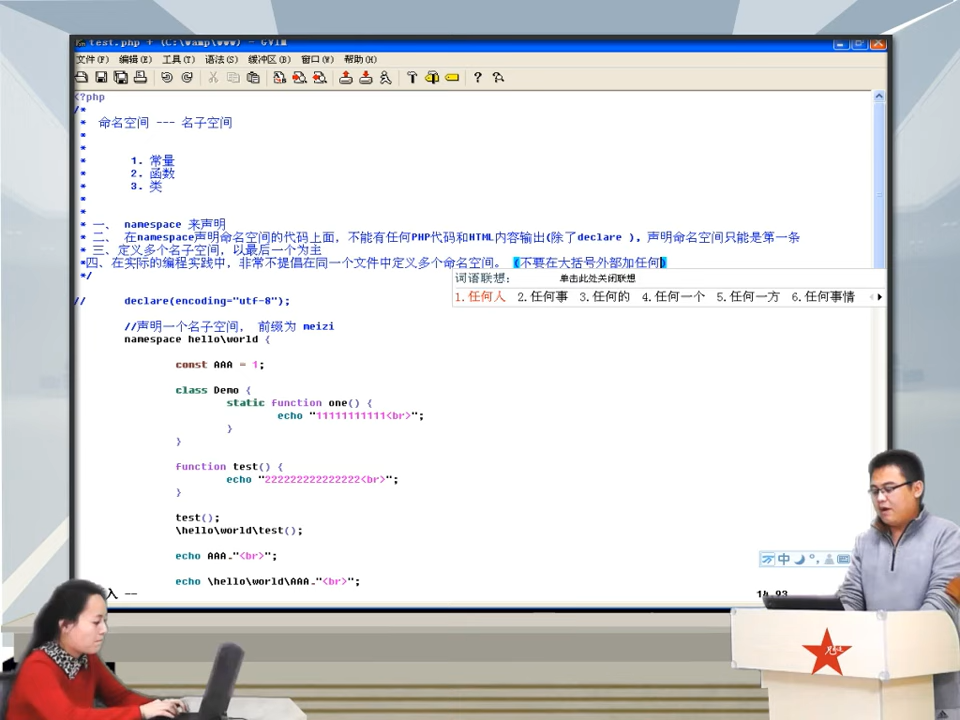 test.php + (C:\wamp\www) - GVIM
文件(F) 编辑(E) 工具(T) 语法(S) 缓冲区(B) 窗口(W) 帮助(H)
<?php
/*
* 命名空间 --- 名子空间
*
*
* 1. 常量
* 2. 函数
* 3. 类
*
*
* 一、 namespace 来声明
* 二、 在namespace声明命名空间的代码上面，不能有任何PHP代码和HTML内容输出(除了declare )，声明命名空间只能是第一条
* 三、定义多个名子空间，以最后一个为主
*四、在实际的编程实践中，非常不提倡在同一个文件中定义多个命名空间。 (不要在大括号外部加任何)
*/
词语联想： 单击此处关闭联想
1.任何人 2.任何事 3.任何的 4.任何一个 5.任何一方 6.任何事情
// declare(encoding="utf-8");
//声明一个名子空间， 前缀为 meizi
namespace hello\world {
const AAA = 1;
class Demo {
static function one() {
echo "11111111111<br>";
}
}
function test() {
echo "222222222222222<br>";
}
test();
\hello\world\test();
echo AAA."<br>";
echo \hello\world\AAA."<br>";
中
入 --
14,93